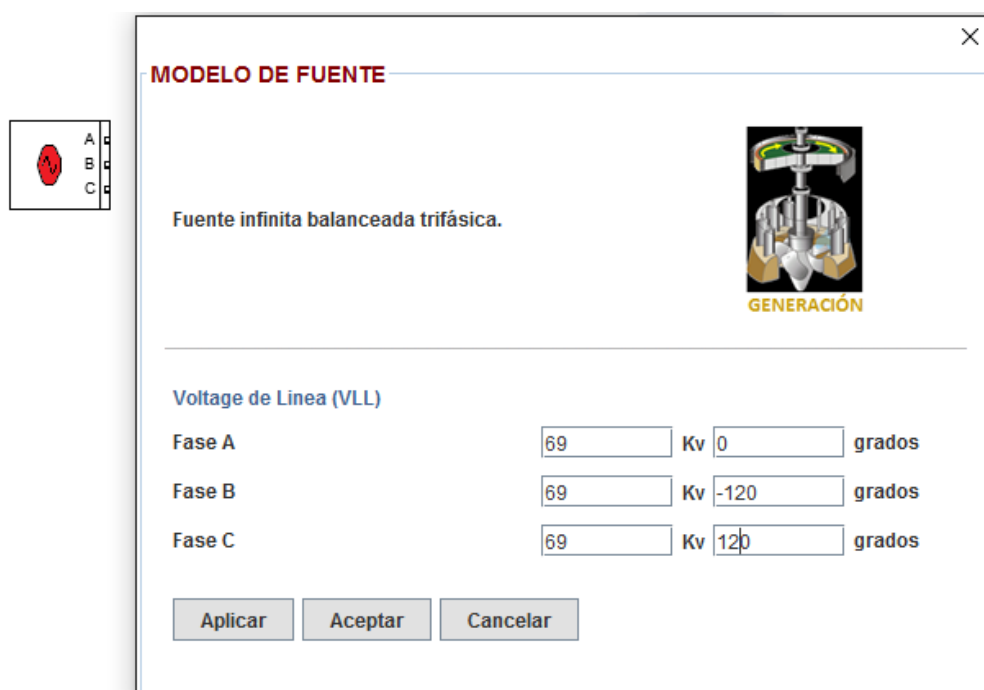 MODELO DE FUENTE
A
B
C
Fuente infinita balanceada trifásica.
GENERACIÓN
Voltage de Linea (VLL)
Fase A 69 Kv 0 grados
Fase B 69 Kv -120 grados
Fase C 69 Kv 120 grados
Aplicar Aceptar Cancelar